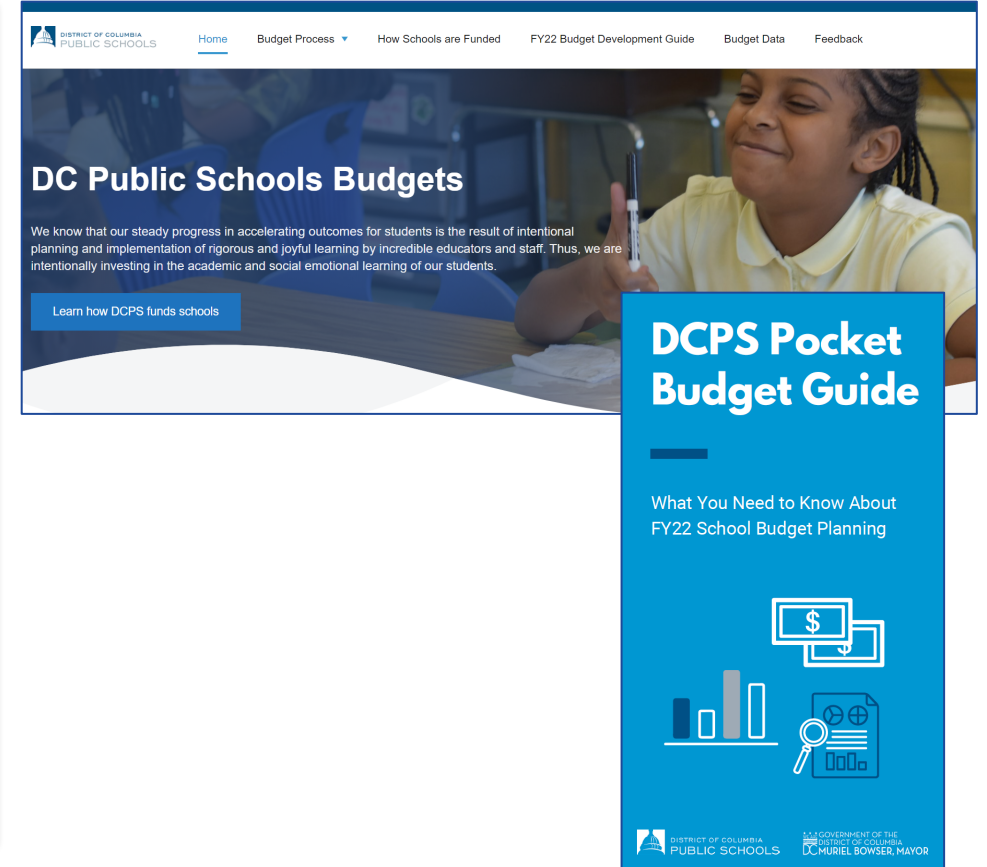 DISTRICT OF COLUMBIA
PUBLIC SCHOOLS
Home Budget Process How Schools are Funded FY22 Budget Development Guide Budget Data Feedback
DC Public Schools Budgets
We know that our steady progress in accelerating outcomes for students is the result of intentional
planning and implementation of rigorous and joyful learning by incredible educators and staff. Thus, we are
intentionally investing in the academic and social emotional learning of our students.
Learn how DCPS funds schools
DCPS Pocket
Budget Guide
What You Need to Know About
FY22 School Budget Planning
$
$
DISTRICT OF COLUMBIA
PUBLIC SCHOOLS
GOVERNMENT OF THE
DISTRICT OF COLUMBIA
DC MURIEL BOWSER, MAYOR